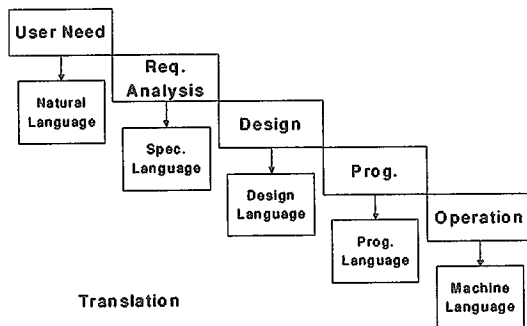 User Need
Req.
Analysis
Natural
Language
Design
Spec.
Language
Prog.
Design
Language
Operation
Prog.
Language
Machine
Language
Translation